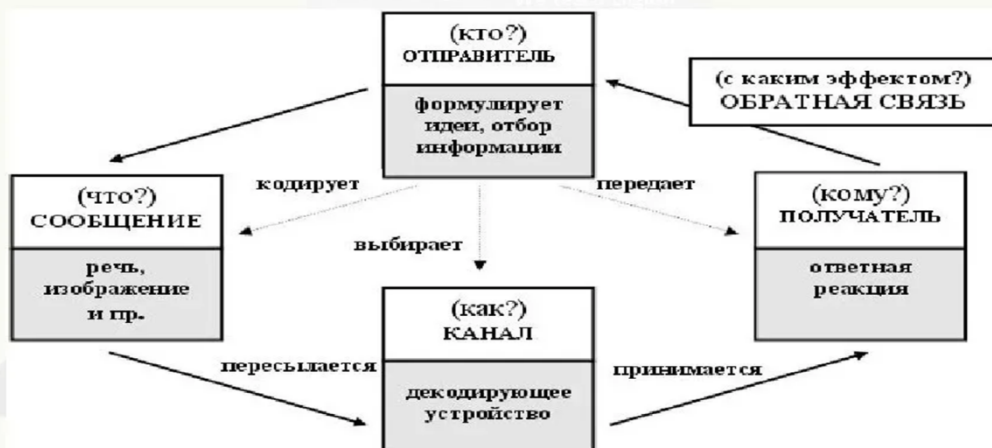 (кто?)
ОТПРАВИТЕЛЬ
формулирует
идеи, отбор
информации
(с каким эффектом?)
ОБРАТНАЯ СВЯЗЬ
кодирует
передает
(что?)
СООБЩЕНИЕ
речь,
изображение
и пр.
выбирает
(кому?)
ПОЛУЧАТЕЛЬ
ответная
реакция
(как?)
КАНАЛ
декодирующее
устройство
пересылается
принимается